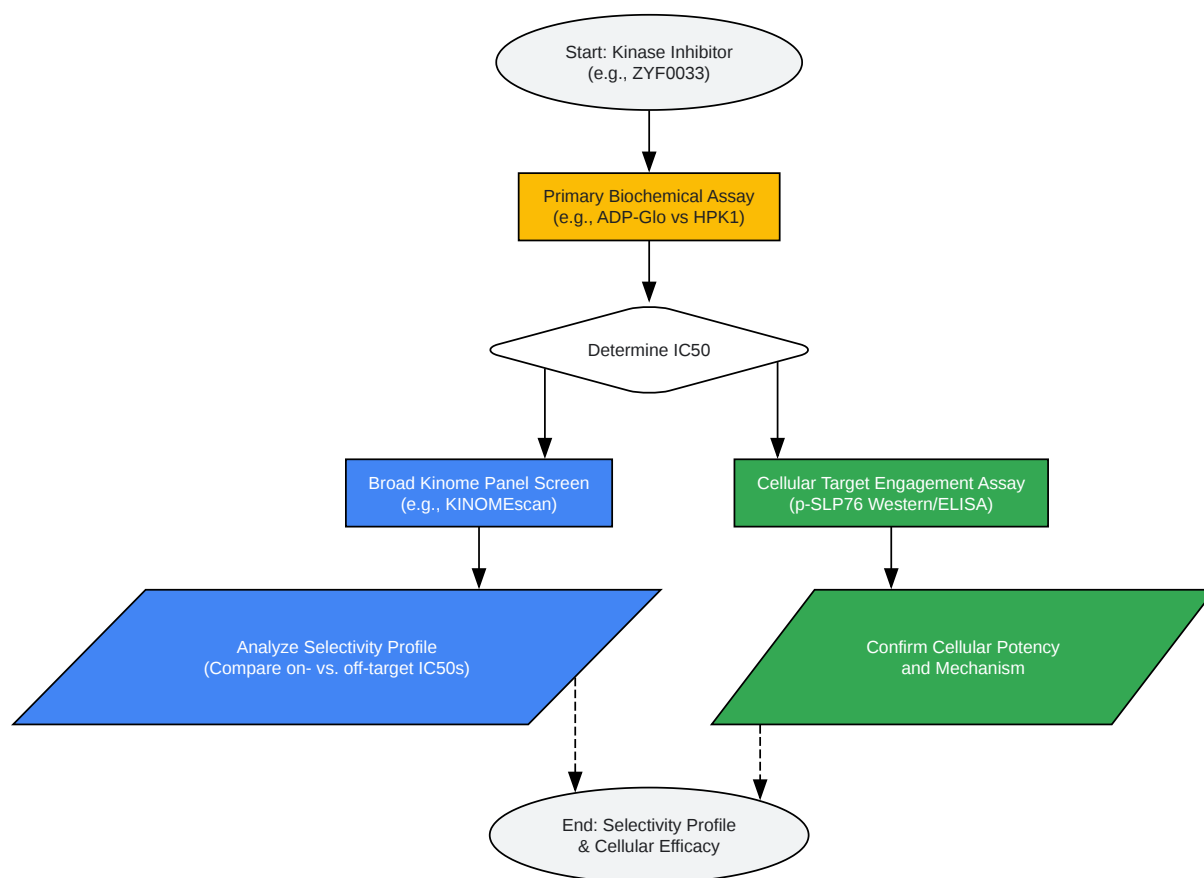 Start: Kinase Inhibitor
(e.g., ZYF0033)
Primary Biochemical Assay
(e.g., ADP-Glo vs HPK1)
Determine IC50
Broad Kinome Panel Screen
(e.g., KINOMEscan)
Cellular Target Engagement Assay
(p-SLP76 Western/ELISA)
Analyze Selectivity Profile
(Compare on- vs. off-target IC50s)
Confirm Cellular Potency
and Mechanism
End: Selectivity Profile
& Cellular Efficacy